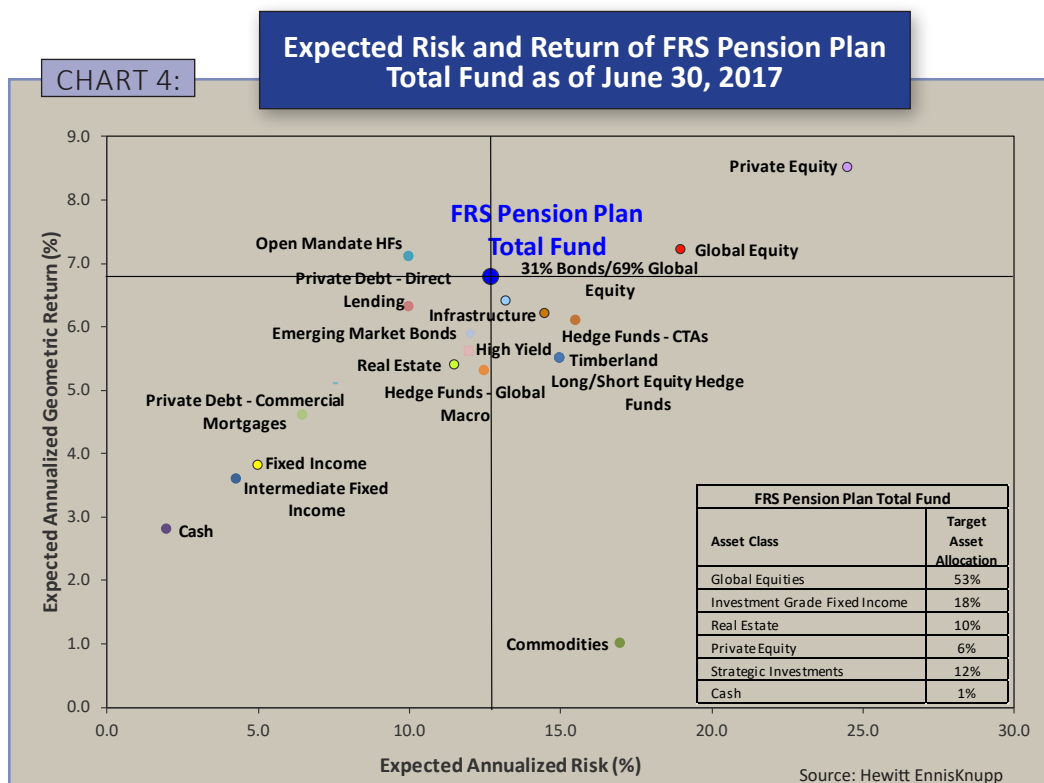 CHART 4:
Expected Risk and Return of FRS Pension Plan
Total Fund as of June 30, 2017
Expected Annualized Geometric Return (%)
9.0
8.0
7.0
6.0
5.0
4.0
3.0
2.0
1.0
0.0
Private Equity
FRS Pension Plan
Total Fund
Open Mandate HFs
Global Equity
31% Bonds/69% Global
Equity
Private Debt - Direct
Lending
Infrastructure
Emerging Market Bonds
Hedge Funds - CTAs
High Yield
Real Estate
Timberland
Long/Short Equity Hedge
Funds
Hedge Funds - Global
Macro
Private Debt - Commercial
Mortgages
Fixed Income
Intermediate Fixed
Income
Cash
Commodities
FRS Pension Plan Total Fund
Asset Class
Target
Asset
Allocation
Global Equities 53%
Investment Grade Fixed Income 18%
Real Estate 10%
Private Equity 6%
Strategic Investments 12%
Cash 1%
0.0 5.0 10.0 15.0 20.0 25.0 30.0
Expected Annualized Risk (%)
Source: Hewitt EnnisKnupp